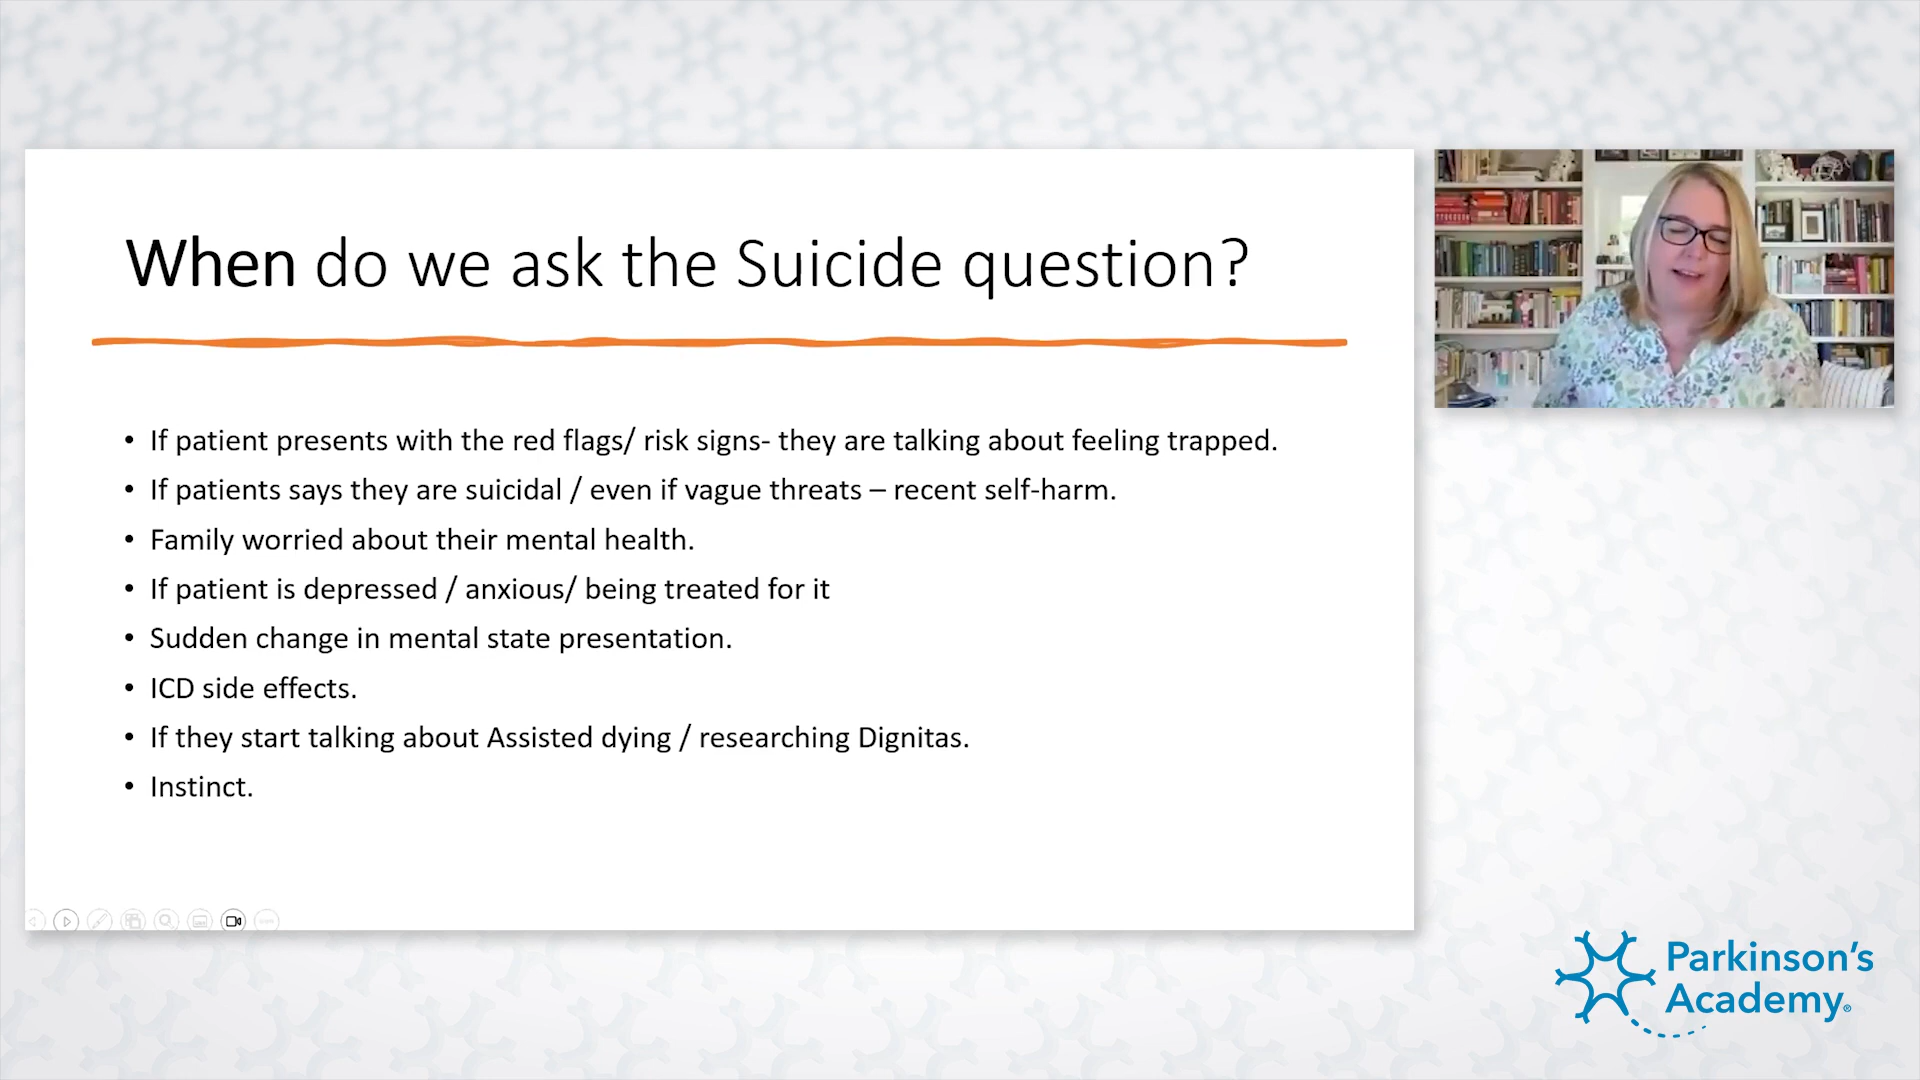 When do we ask the Suicide question?
• If patient presents with the red flags/ risk signs- they are talking about feeling trapped.
• If patients says they are suicidal / even if vague threats – recent self-harm.
• Family worried about their mental health.
• If patient is depressed / anxious/ being treated for it
• Sudden change in mental state presentation.
• ICD side effects.
• If they start talking about Assisted dying / researching Dignitas.
• Instinct.
Parkinson's
Academy®